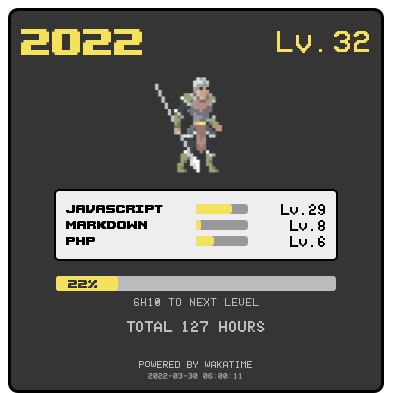 2022 Lv.32
JAVASCRIPT Lv.29
MARKDOWN Lv.8
PHP Lv.6
22%
6H10 TO NEXT LEVEL
TOTAL 127 HOURS
POWERED BY WAKATIME
2022-03-30 06:00:11